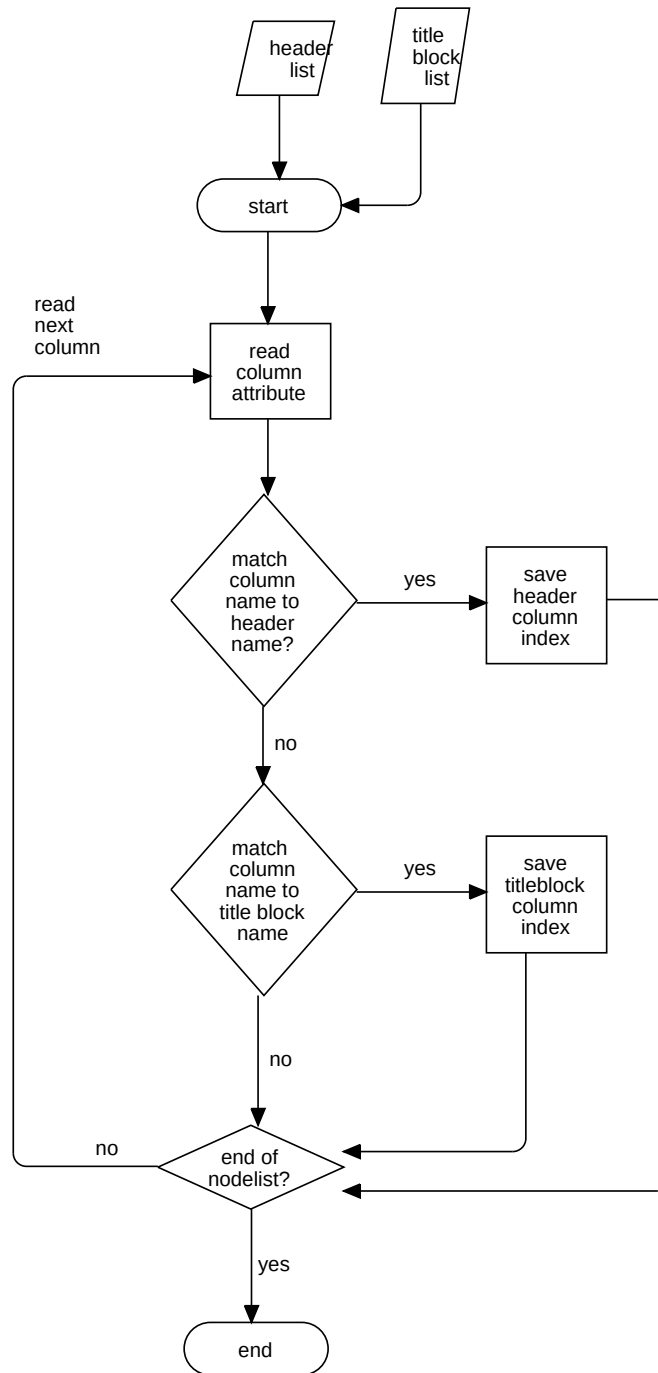 header
list
title
block
list
start
read
next
column
read
column
attribute
match
column
name to
header
name?
yes
save
header
column
index
no
match
column
name to
title block
name
yes
save
titleblock
column
index
no
no
end of
nodelist?
yes
end